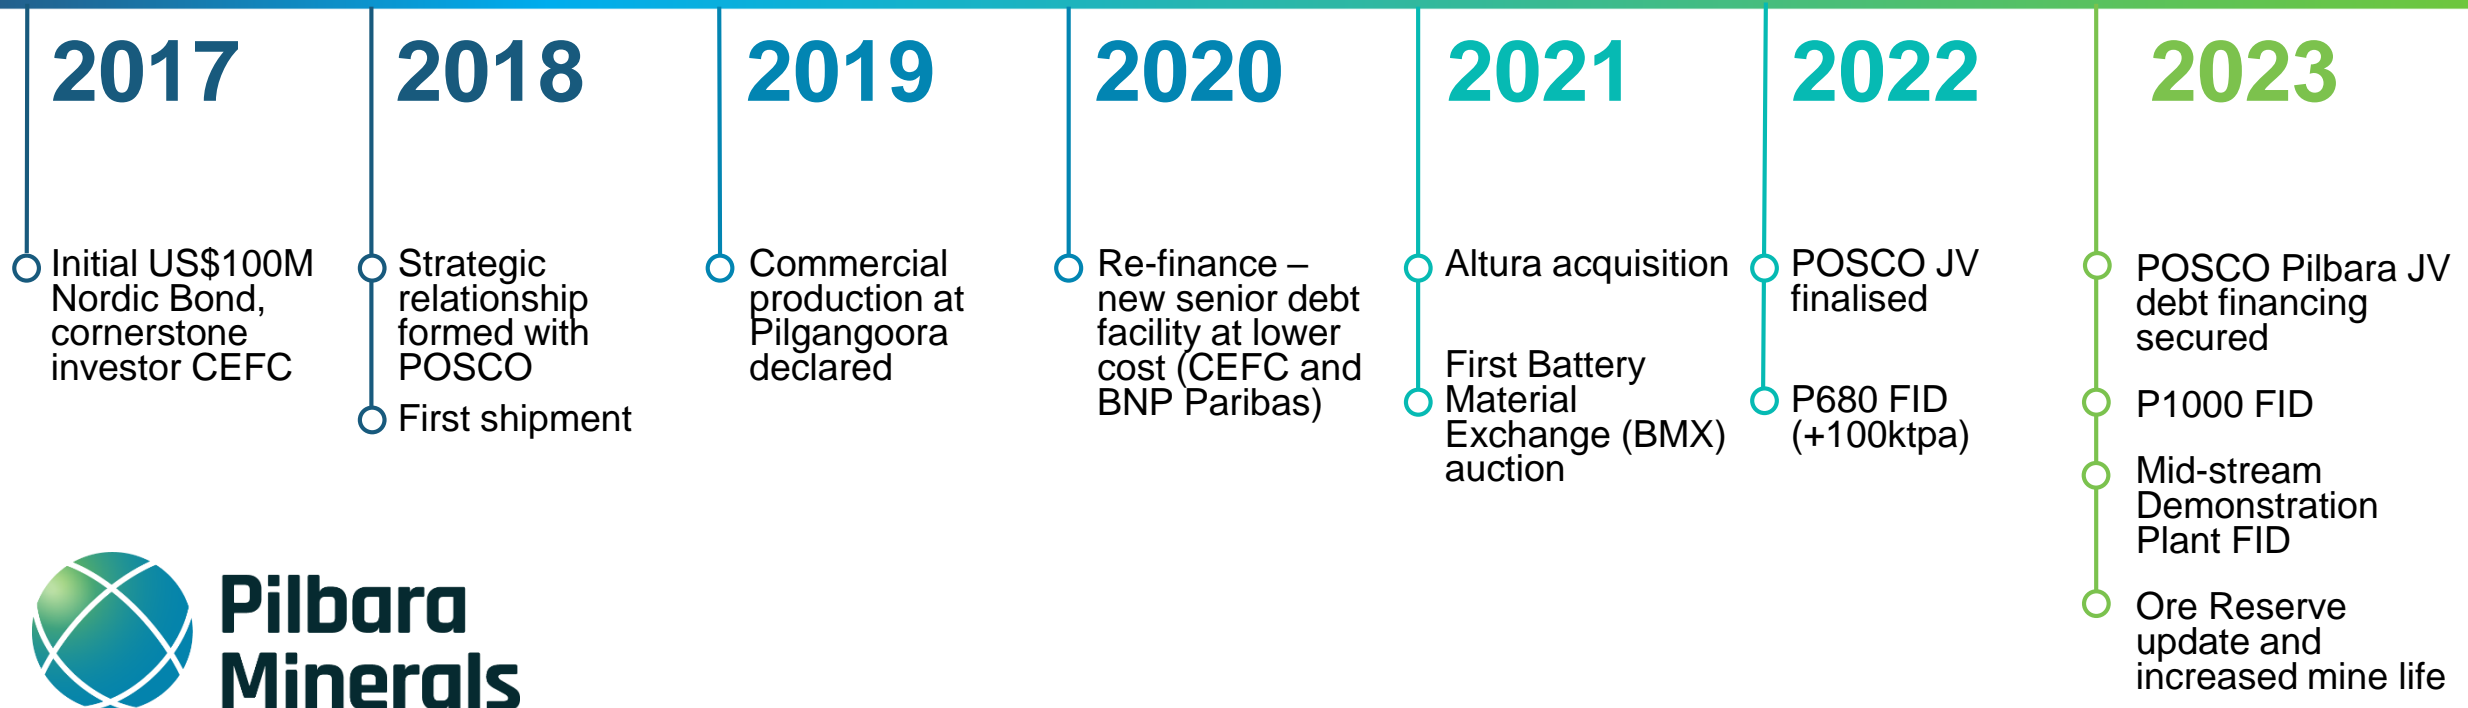 2017
Initial US$100M
Nordic Bond,
cornerstone
investor CEFC
2018
Strategic
relationship
formed with
POSCO
First shipment
2019
Commercial
production at
Pilgangoora
declared
2020
Re-finance –
new senior debt
facility at lower
cost (CEFC and
BNP Paribas)
2021
Altura acquisition
First Battery
Material
Exchange (BMX)
auction
2022
POSCO JV
finalised
P680 FID
(+100ktpa)
2023
POSCO Pilbara JV
debt financing
secured
P1000 FID
Mid-stream
Demonstration
Plant FID
Ore Reserve
update and
increased mine life
Pilbara
Minerals